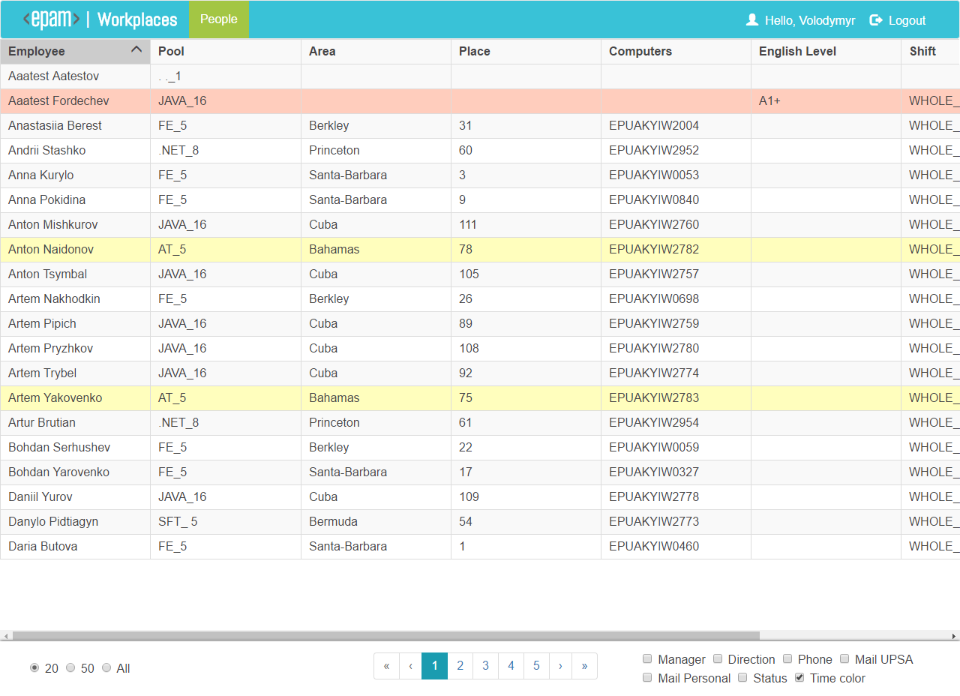 <epam> | Workplaces People Hello, Volodymyr Logout
Employee Pool Area Place Computers English Level Shift
Aaatest Aatestov . ._1
Aaatest Fordechev JAVA_16 A1+ WHOLE_
Anastasiia Berest FE_5 Berkley 31 EPUAKYIW2004 WHOLE_
Andrii Stashko .NET_8 Princeton 60 EPUAKYIW2952 WHOLE_
Anna Kurylo FE_5 Santa-Barbara 3 EPUAKYIW0053 WHOLE_
Anna Pokidina FE_5 Santa-Barbara 9 EPUAKYIW0840 WHOLE_
Anton Mishkurov JAVA_16 Cuba 111 EPUAKYIW2760 WHOLE_
Anton Naidonov AT_5 Bahamas 78 EPUAKYIW2782 WHOLE_
Anton Tsymbal JAVA_16 Cuba 105 EPUAKYIW2757 WHOLE_
Artem Nakhodkin FE_5 Berkley 26 EPUAKYIW0698 WHOLE_
Artem Pipich JAVA_16 Cuba 89 EPUAKYIW2759 WHOLE_
Artem Pryzhkov JAVA_16 Cuba 108 EPUAKYIW2780 WHOLE_
Artem Trybel JAVA_16 Cuba 92 EPUAKYIW2774 WHOLE_
Artem Yakovenko AT_5 Bahamas 75 EPUAKYIW2783 WHOLE_
Artur Brutian .NET_8 Princeton 61 EPUAKYIW2954 WHOLE_
Bohdan Serhushev FE_5 Berkley 22 EPUAKYIW0059 WHOLE_
Bohdan Yarovenko FE_5 Santa-Barbara 17 EPUAKYIW0327 WHOLE_
Daniil Yurov JAVA_16 Cuba 109 EPUAKYIW2778 WHOLE_
Danylo Pidtiagyn SFT_ 5 Bermuda 54 EPUAKYIW2773 WHOLE_
Daria Butova FE_5 Santa-Barbara 1 EPUAKYIW0460 WHOLE_
20 50 All « ‹ 1 2 3 4 5 › » Manager Direction Phone Mail UPSA
Mail Personal Status Time color